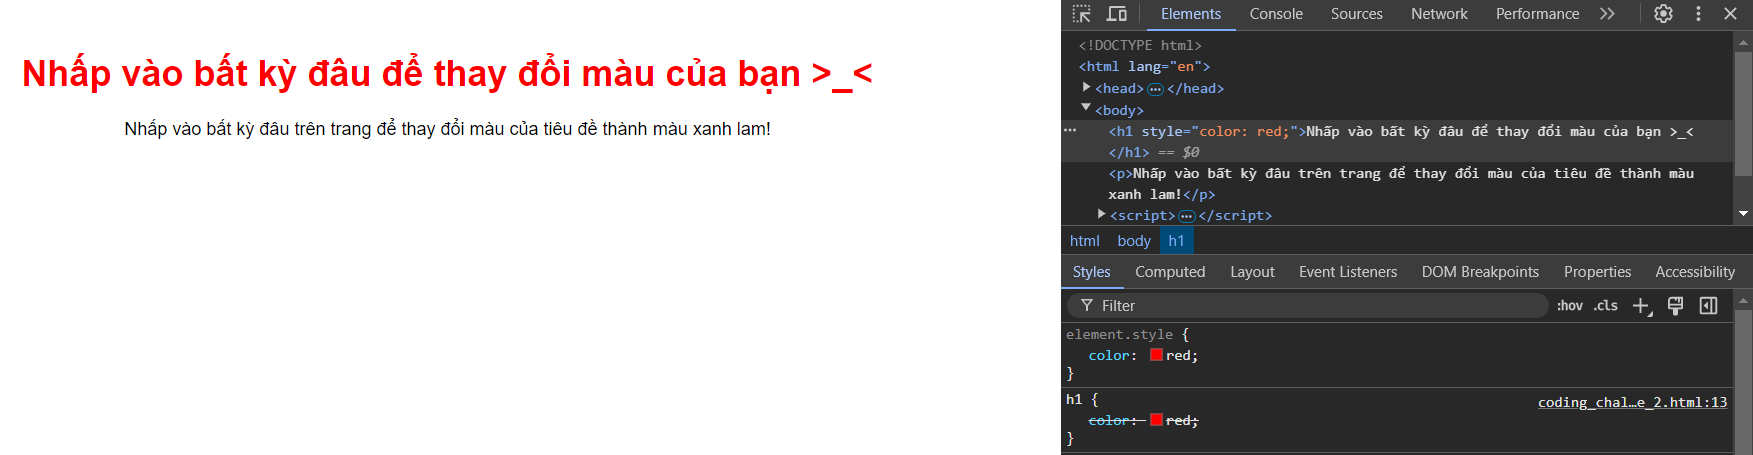 Nhấp vào bất kỳ đâu để thay đổi màu của bạn >_<
Nhấp vào bất kỳ đâu trên trang để thay đổi màu của tiêu đề thành màu xanh lam!
Elements Console Sources Network Performance
<!DOCTYPE html>
<html lang="en">
<head>…</head>
<body>
<h1 style="color: red;">Nhấp vào bất kỳ đâu để thay đổi màu của bạn >_<
</h1> == $0
<p>Nhấp vào bất kỳ đâu trên trang để thay đổi màu của tiêu đề thành màu
xanh lam!</p>
<script>…</script>
html body h1
Styles Computed Layout Event Listeners DOM Breakpoints Properties Accessibility
Filter :hov .cls
element.style {
color: red;
}
h1 { coding_chal…e_2.html:13
color: red;
}